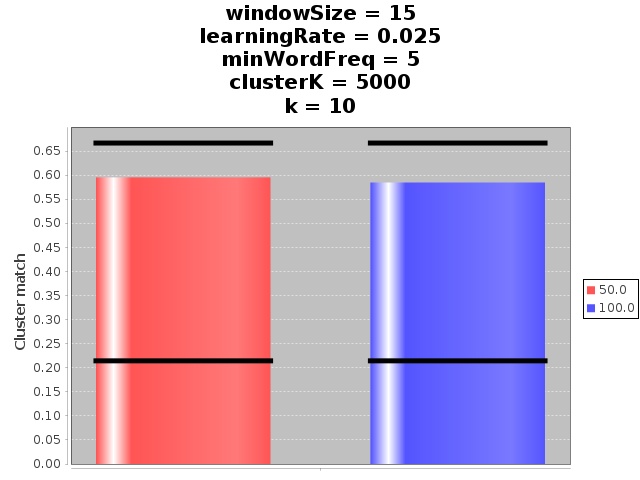 windowSize = 15
learningRate = 0.025
minWordFreq = 5
clusterK = 5000
k = 10
0.65
0.60
0.55
0.50
0.45
0.40
0.35
0.30
0.25
0.20
0.15
0.10
0.05
0.00
Cluster match
50.0
100.0